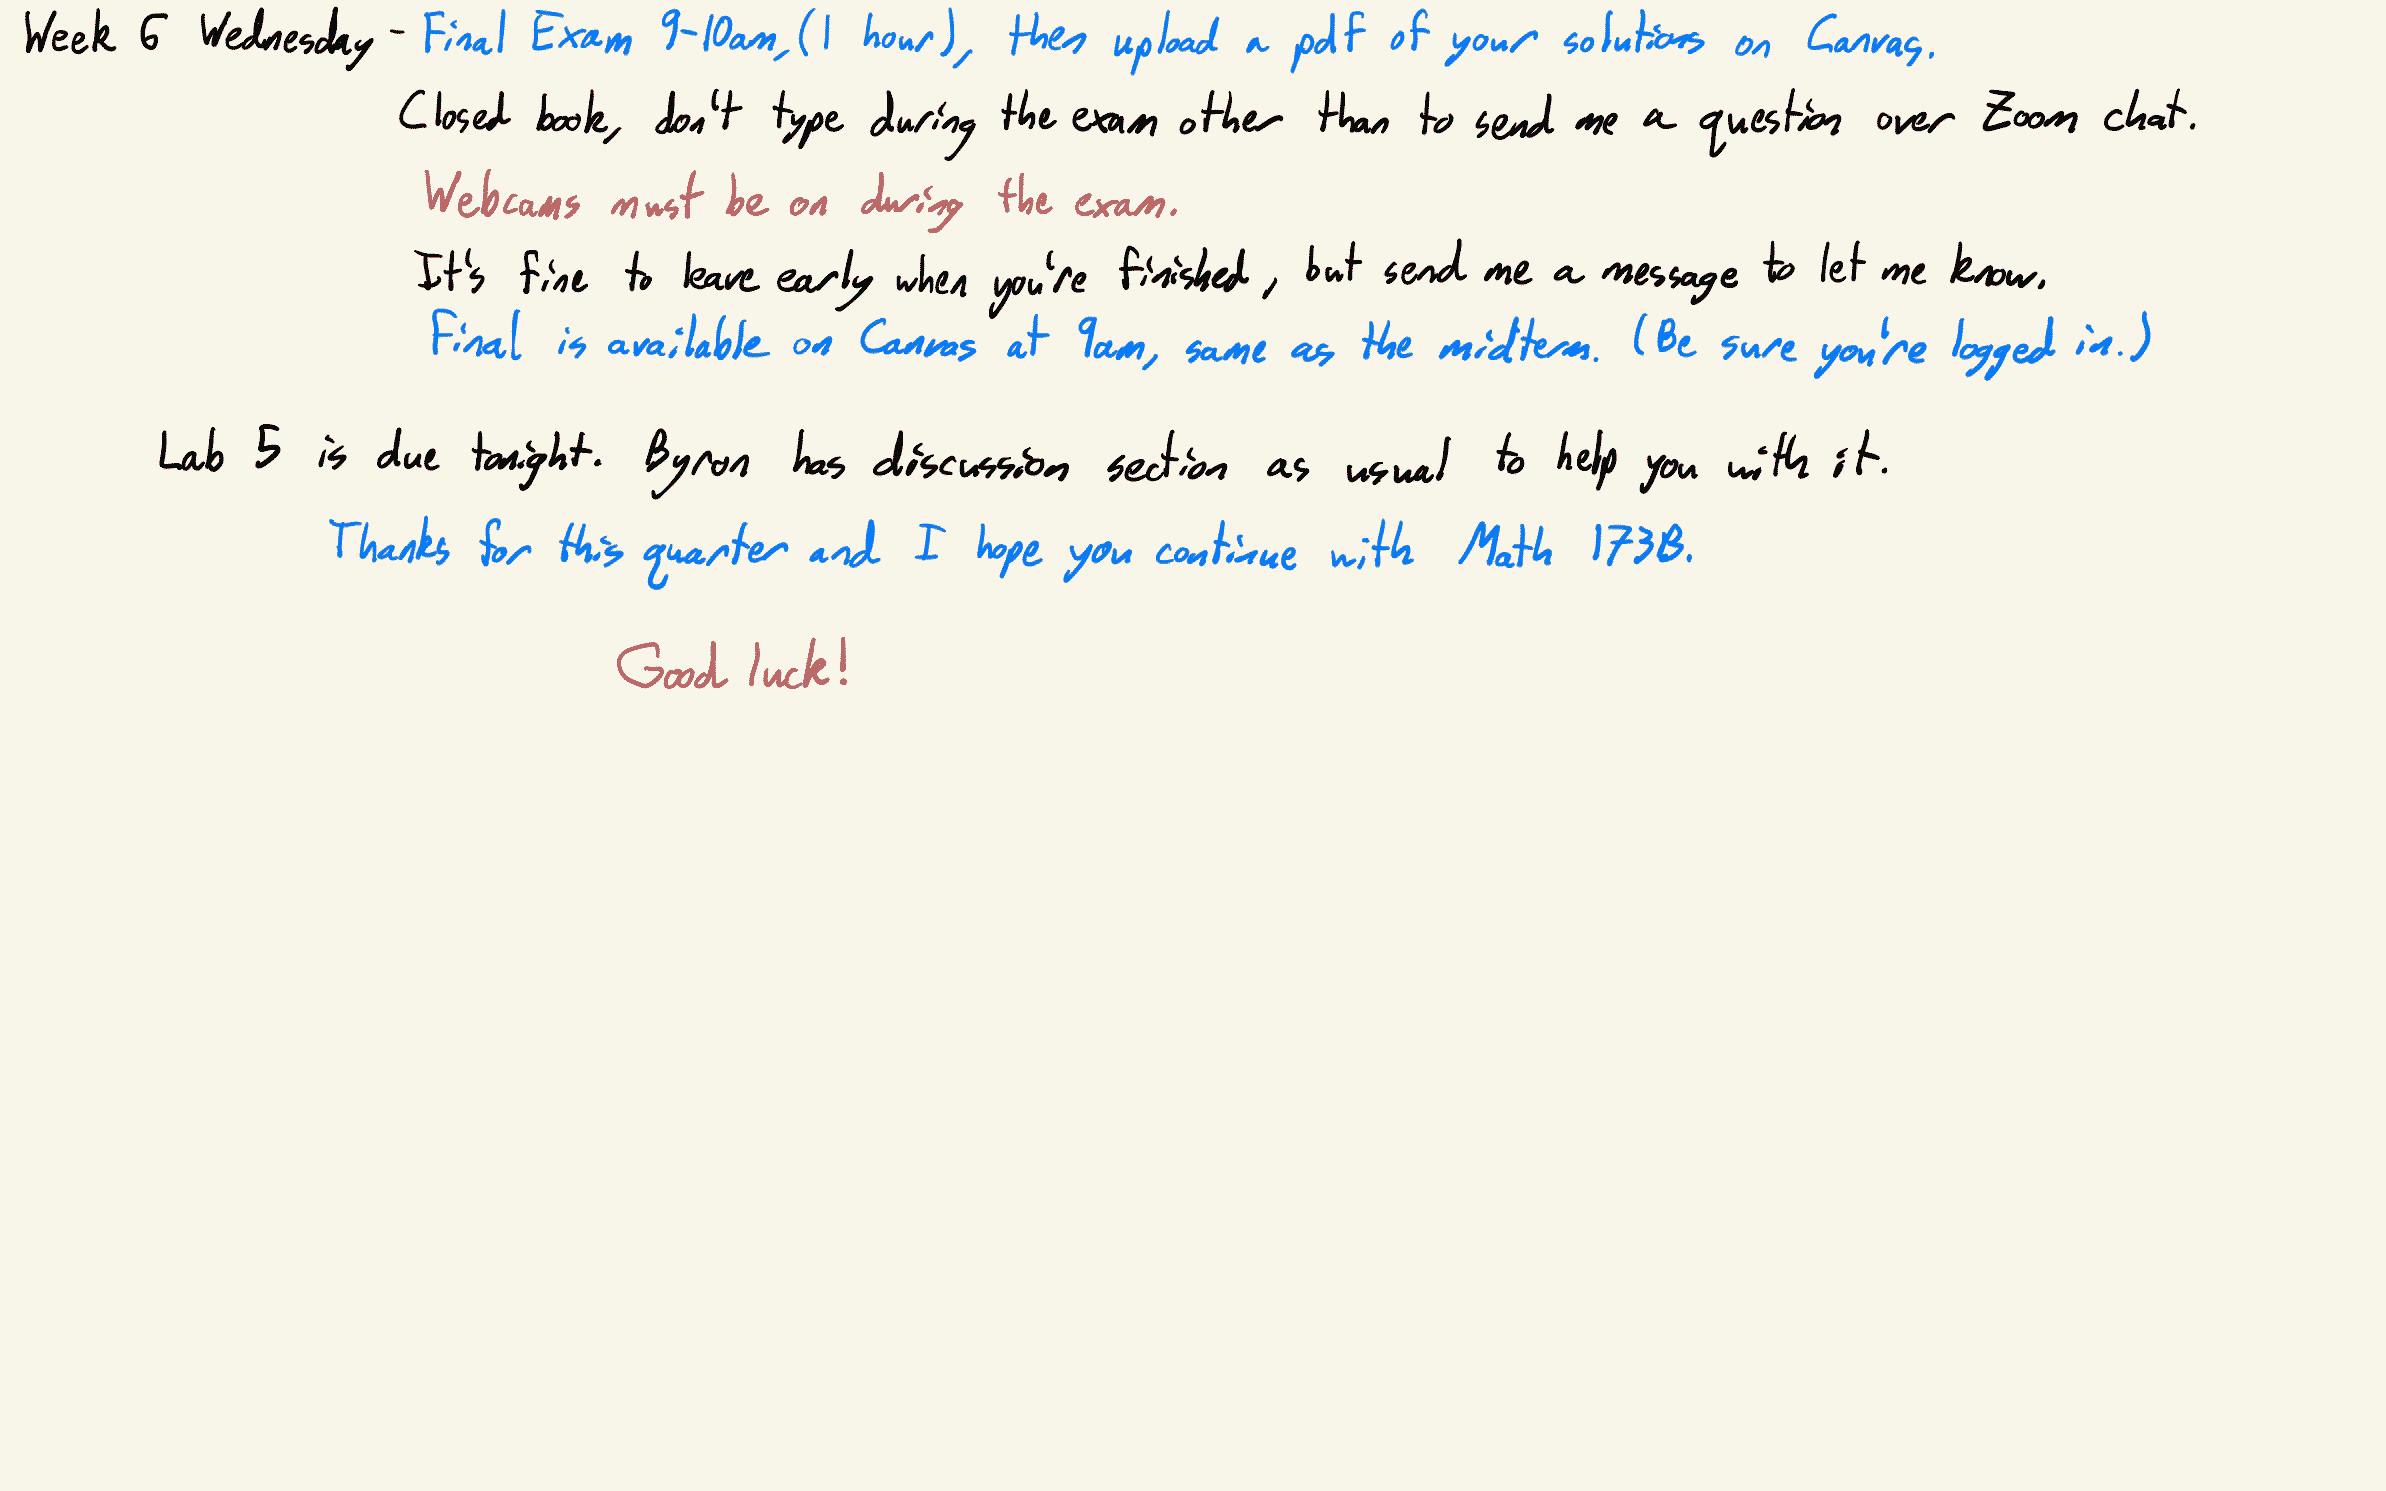 Week 6 Wednesday - Final Exam 9-10am, (1 hour), then upload a pdf of your solutions on Canvas.
Closed book, don't type during the exam other than to send me a question over Zoom chat.
Webcams must be on during the exam.
It's fine to leave early when you're finished, but send me a message to let me know.
Final is available on Canvas at 9am, same as the midterm. (Be sure you're logged in.)
Lab 5 is due tonight. Byron has discussion section as usual to help you with it.
Thanks for this quarter and I hope you continue with Math 173B.
Good luck!